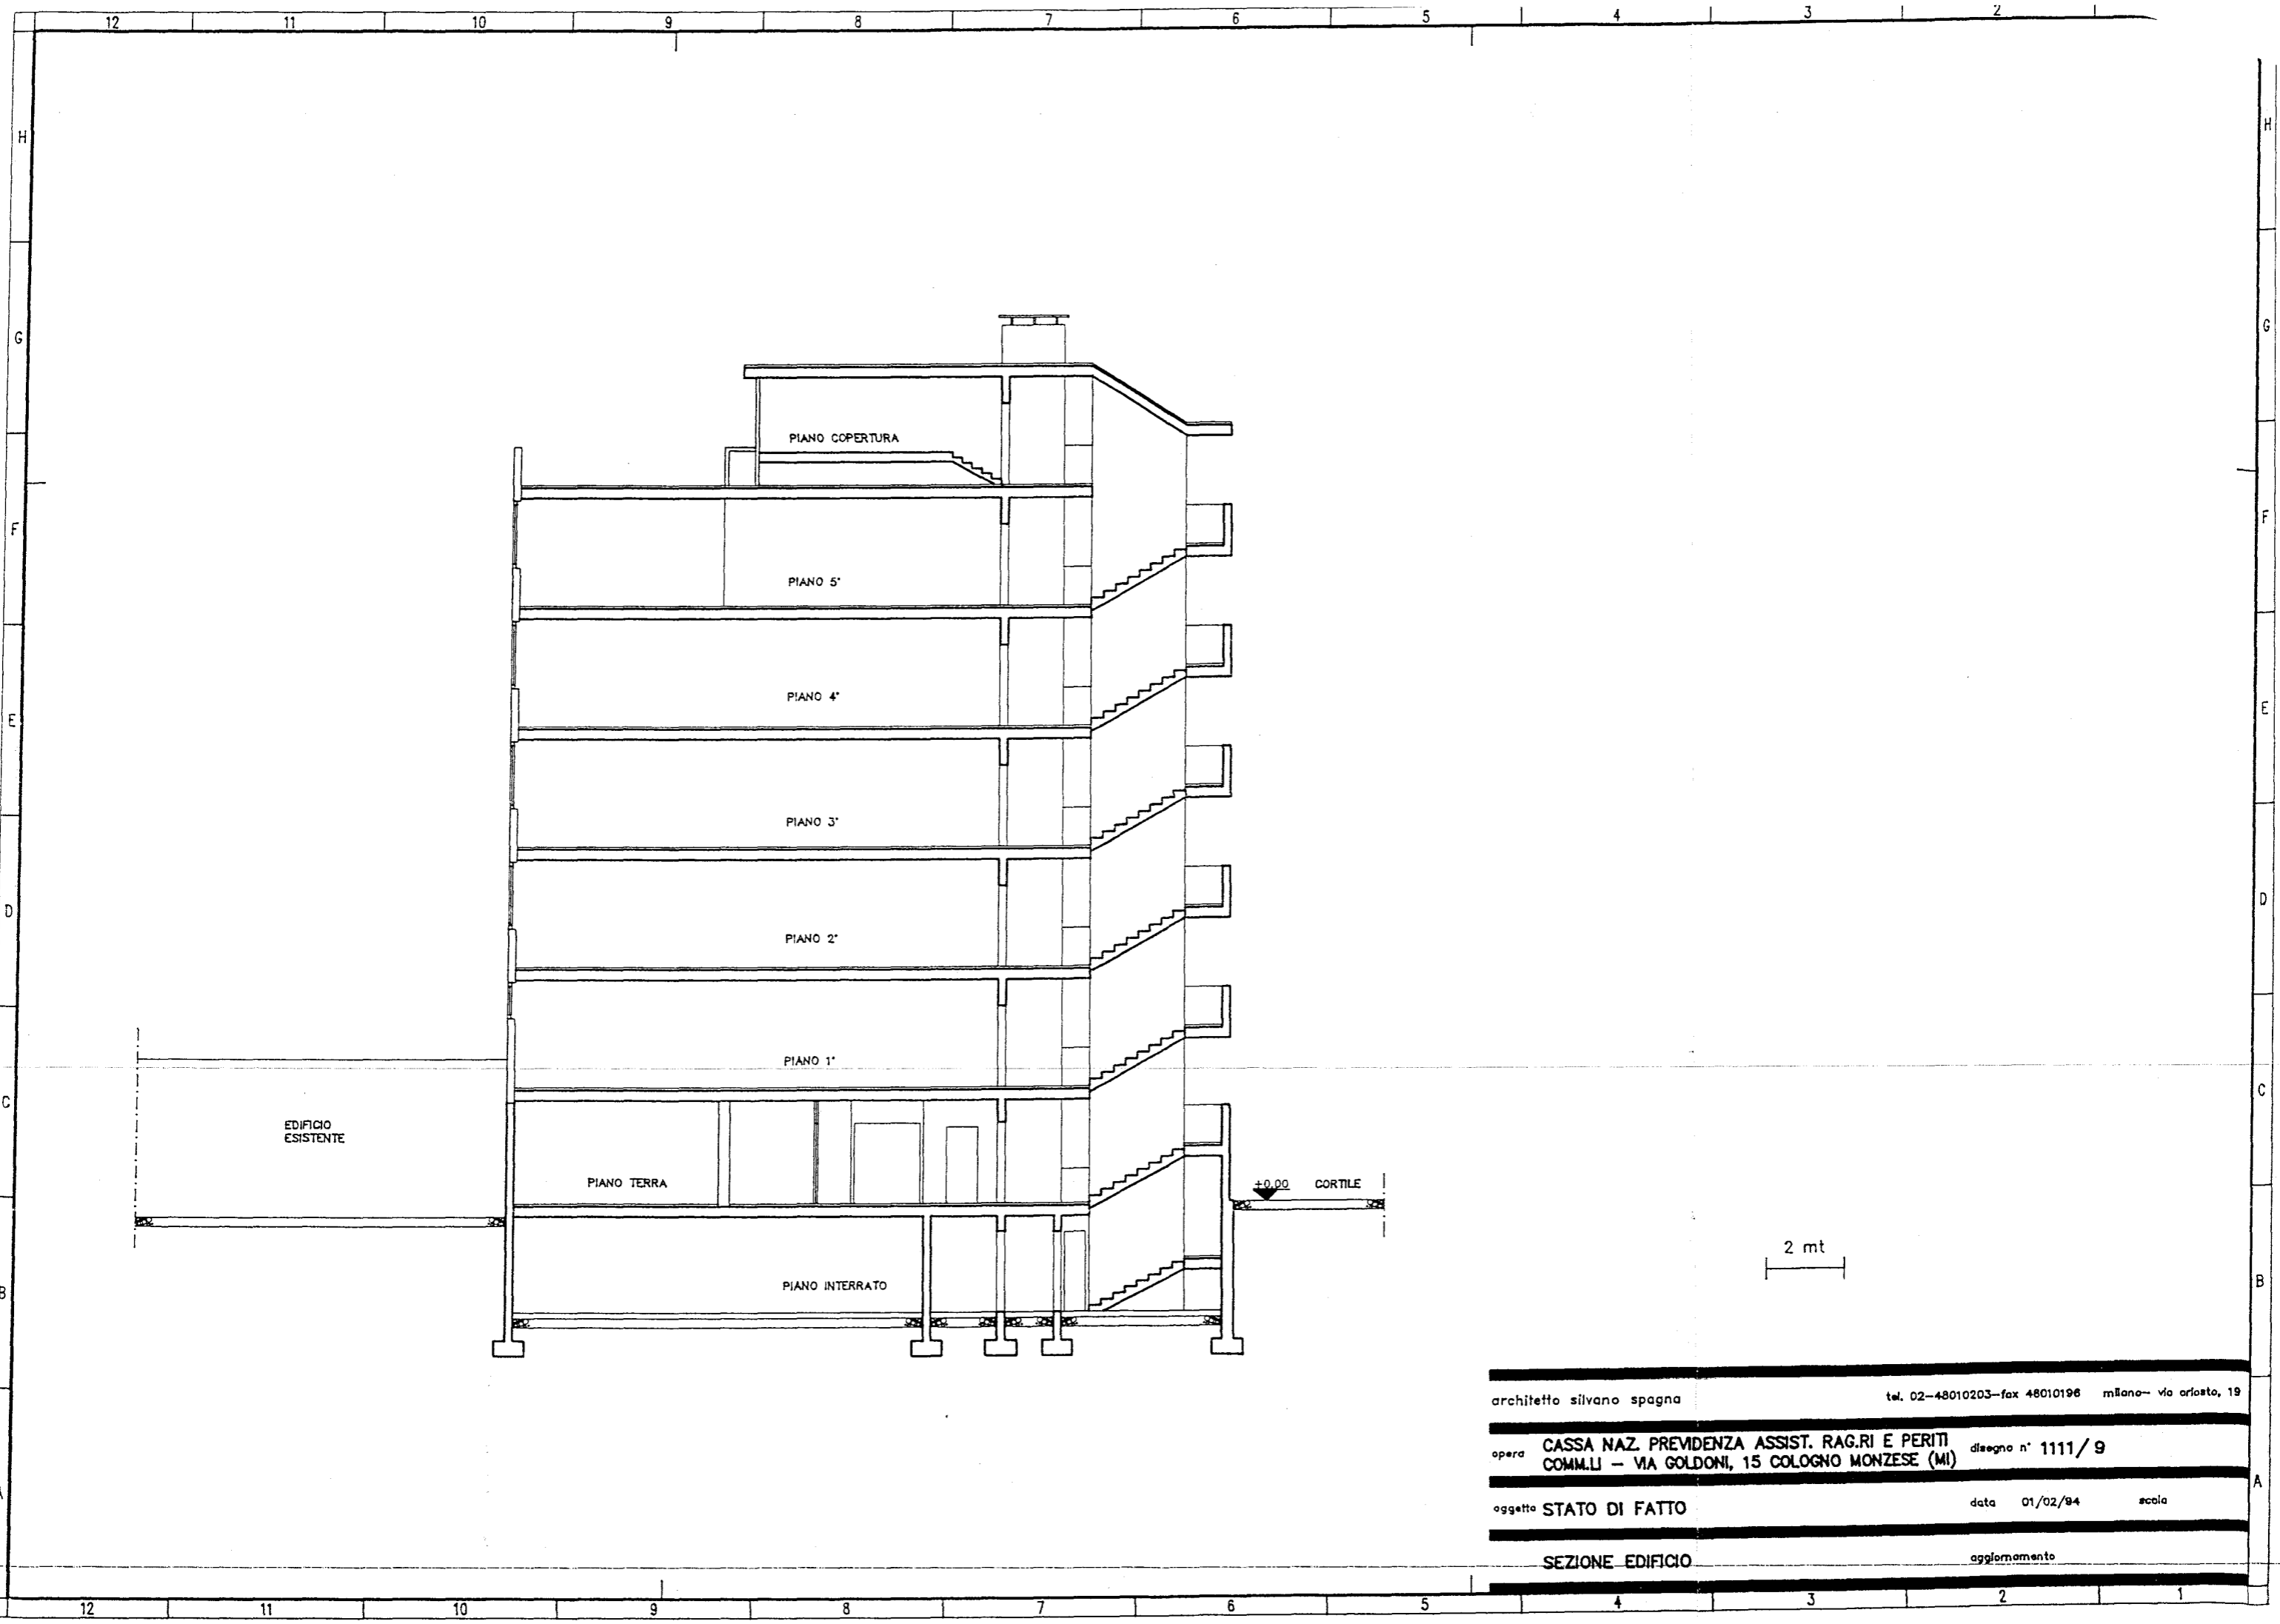 12 11 10 9 8 7 6 5 4 3 2
H H
G G
PIANO COPERTURA
F F
PIANO 5°
PIANO 4°
E E
PIANO 3°
D D
PIANO 2°
PIANO 1°
C C
EDIFICIO
ESISTENTE
PIANO TERRA
+0.00 CORTILE
2 mt
B B
PIANO INTERRATO
architetto silvano spagna tel. 02-48010203-fax 48010196 milano- via ariosto, 19
opera CASSA NAZ. PREVIDENZA ASSIST. RAG.RI E PERITI disegno n° 1111/9
COMM.LI - VIA GOLDONI, 15 COLOGNO MONZESE (MI)
A
oggetto STATO DI FATTO data 01/02/94 scala
SEZIONE EDIFICIO aggiornamento
12 11 10 9 8 7 6 5 4 3 2 1